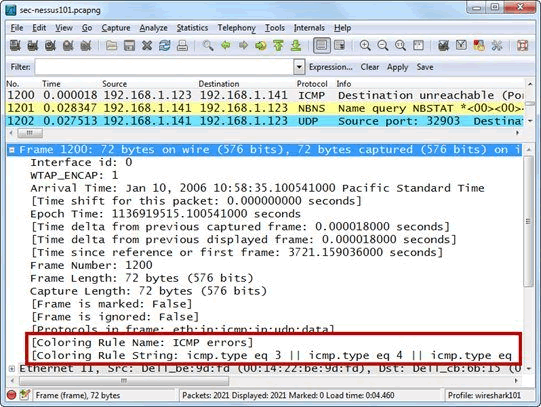 sec-nessus101.pcapng
File Edit View Go Capture Analyze Statistics Telephony Tools Internals Help
Filter: Expression... Clear Apply Save
No. Time Source Destination Protocol Info
1200 0.000018 192.168.1.123 192.168.1.141 ICMP Destination unreachable (Po
1201 0.028347 192.168.1.141 192.168.1.123 NBNS Name query NBSTAT *<00><00>
1202 0.027513 192.168.1.141 192.168.1.123 UDP Source port: 32903 Destina
Frame 1200: 72 bytes on wire (576 bits), 72 bytes captured (576 bits) on i
Interface id: 0
WTAP_ENCAP: 1
Arrival Time: Jan 10, 2006 10:58:35.100541000 Pacific Standard Time
[Time shift for this packet: 0.000000000 seconds]
Epoch Time: 1136919515.100541000 seconds
[Time delta from previous captured frame: 0.000018000 seconds]
[Time delta from previous displayed frame: 0.000018000 seconds]
[Time since reference or first frame: 3721.159036000 seconds]
Frame Number: 1200
Frame Length: 72 bytes (576 bits)
Capture Length: 72 bytes (576 bits)
[Frame is marked: False]
[Frame is ignored: False]
[Protocols in frame: eth:ip:icmp:ip:udp:data]
[Coloring Rule Name: ICMP errors]
[Coloring Rule String: icmp.type eq 3 || icmp.type eq 4 || icmp.type eq
Ethernet II, Src: Dell_be:9d:fd (00:14:22:be:9d:fd), Dst: Dell_cb:6b:15 (0
Frame (frame), 72 bytes Packets: 2021 Displayed: 2021 Marked: 0 Load time: 0:04.460 Profile: wireshark101